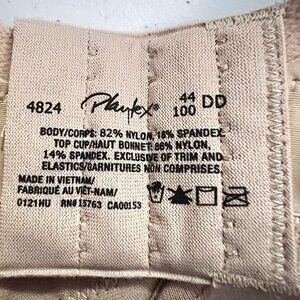 4824 Playtex® 44 DD
100
BODY/CORPS: 82% NYLON, 18% SPANDEX.
TOP CUP/HAUT BONNET: 86% NYLON,
14% SPANDEX. EXCLUSIVE OF TRIM AND
ELASTICS/GARNITURES NON COMPRISES.
MADE IN VIETNAM/
FABRIQUÉ AU VIÊT-NAM/
0121HU RN# 15763 CA00153